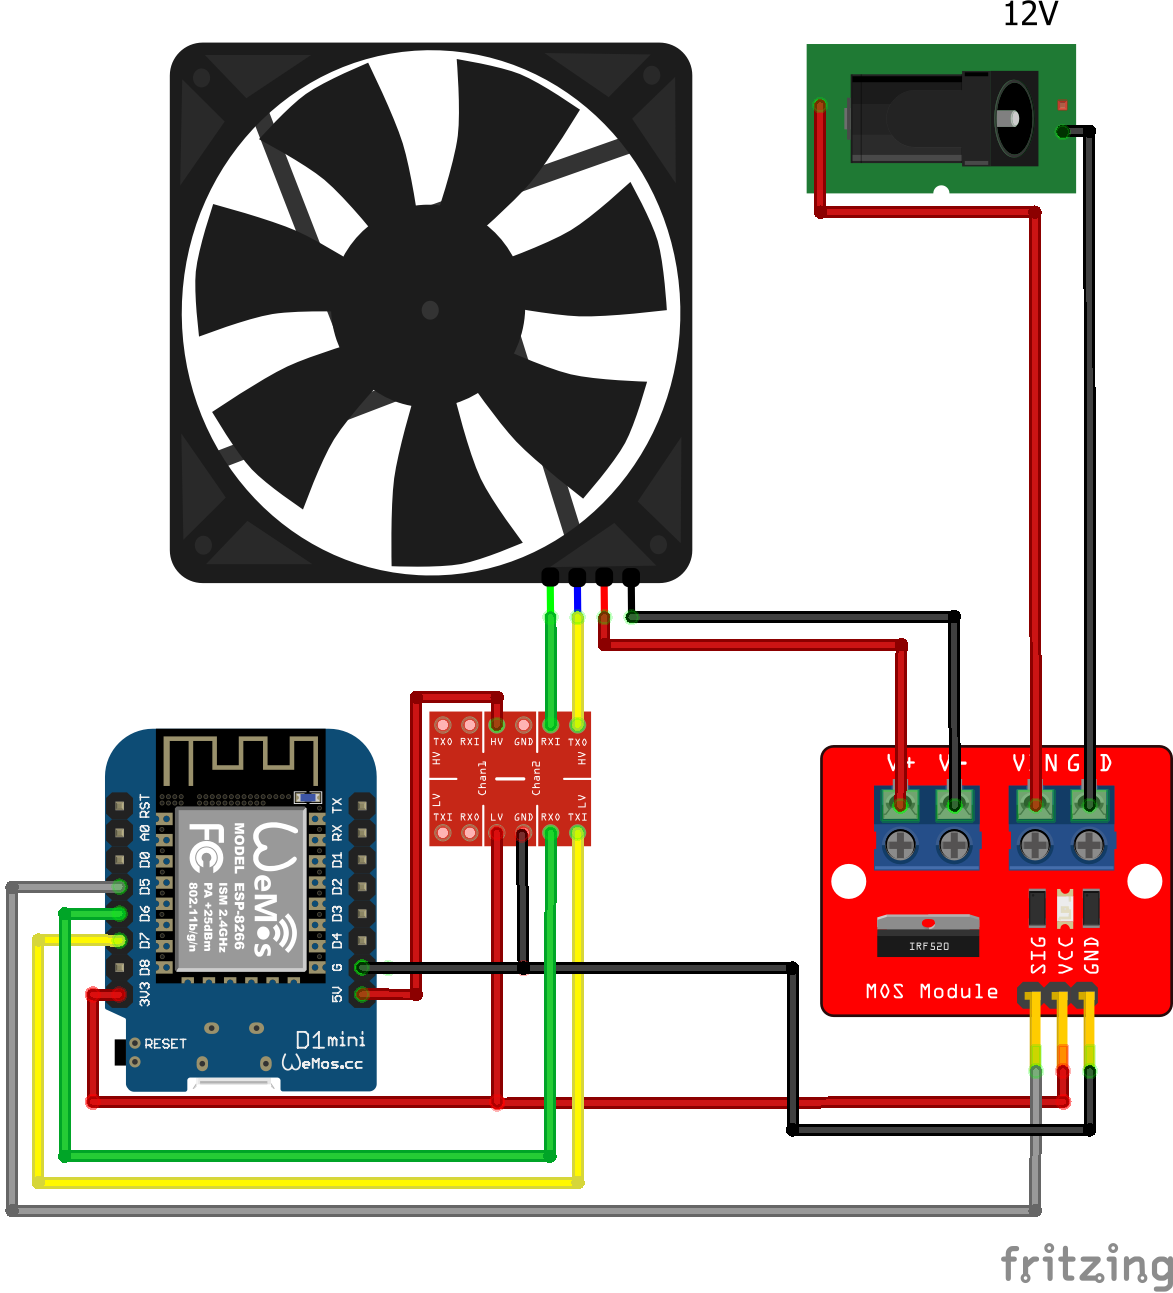 12V
TXO RXI HV GND RXI TXO
HV HV
Chan1 Chan2
LV LV
TXI RXO LV GND RXO TXI
RST TX
A0 RX
D0 D1
D5 D2
D6 D3
D7 D4
D8 G
3V3 5V
WeMos
MODEL ESP-8266
ISM 2.4GHz
PA +25dBm
802.11b/g/n
FC
RESET
D1mini
WeMos.cc
V+ V- VIN GND
IRF520
SIG VCC GND
MOS Module
fritzing